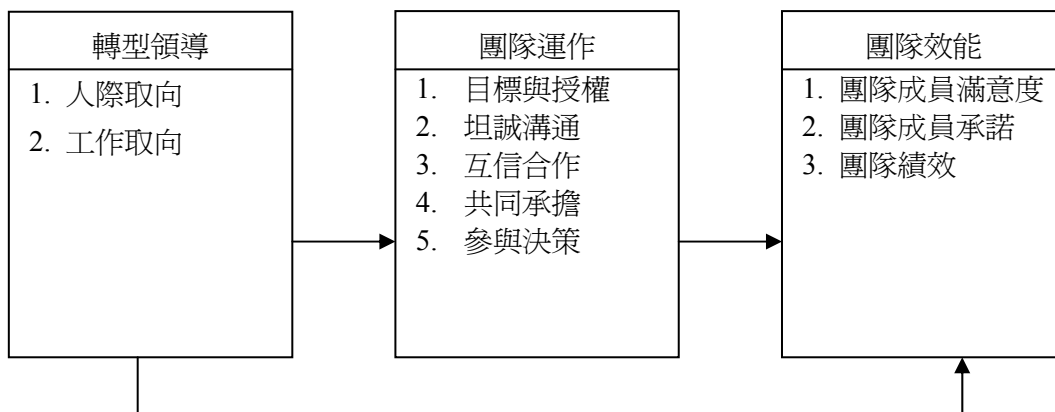 轉型領導
1. 人際取向
2. 工作取向
團隊運作
1. 目標與授權
2. 坦誠溝通
3. 互信合作
4. 共同承擔
5. 參與決策
團隊效能
1. 團隊成員滿意度
2. 團隊成員承諾
3. 團隊績效